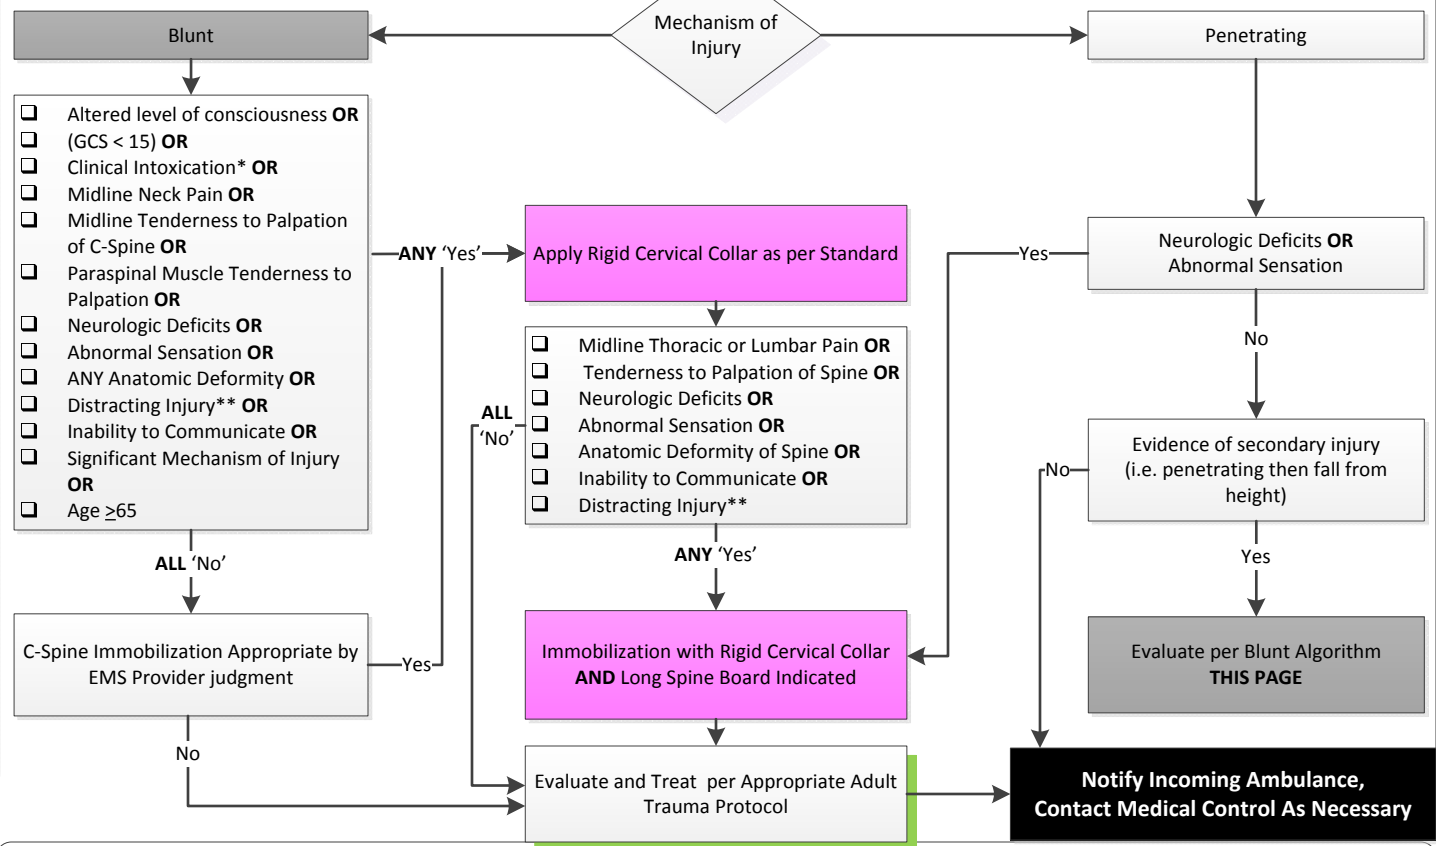 Mechanism of
Injury
Blunt
Penetrating
❑ Altered level of consciousness OR
❑ (GCS < 15) OR
❑ Clinical Intoxication* OR
❑ Midline Neck Pain OR
❑ Midline Tenderness to Palpation
of C-Spine OR
❑ Paraspinal Muscle Tenderness to
Palpation OR
❑ Neurologic Deficits OR
❑ Abnormal Sensation OR
❑ ANY Anatomic Deformity OR
❑ Distracting Injury** OR
❑ Inability to Communicate OR
❑ Significant Mechanism of Injury
OR
❑ Age ≥65
ANY ‘Yes’
ALL ‘No’
C-Spine Immobilization Appropriate by
EMS Provider judgment
Yes
No
Apply Rigid Cervical Collar as per Standard
❑ Midline Thoracic or Lumbar Pain OR
❑ Tenderness to Palpation of Spine OR
❑ Neurologic Deficits OR
❑ Abnormal Sensation OR
❑ Anatomic Deformity of Spine OR
❑ Inability to Communicate OR
❑ Distracting Injury**
ALL
‘No’
ANY ‘Yes’
Immobilization with Rigid Cervical Collar
AND Long Spine Board Indicated
Evaluate and Treat per Appropriate Adult
Trauma Protocol
Neurologic Deficits OR
Abnormal Sensation
Yes
No
Evidence of secondary injury
(i.e. penetrating then fall from
height)
No
Yes
Evaluate per Blunt Algorithm
THIS PAGE
Notify Incoming Ambulance,
Contact Medical Control As Necessary